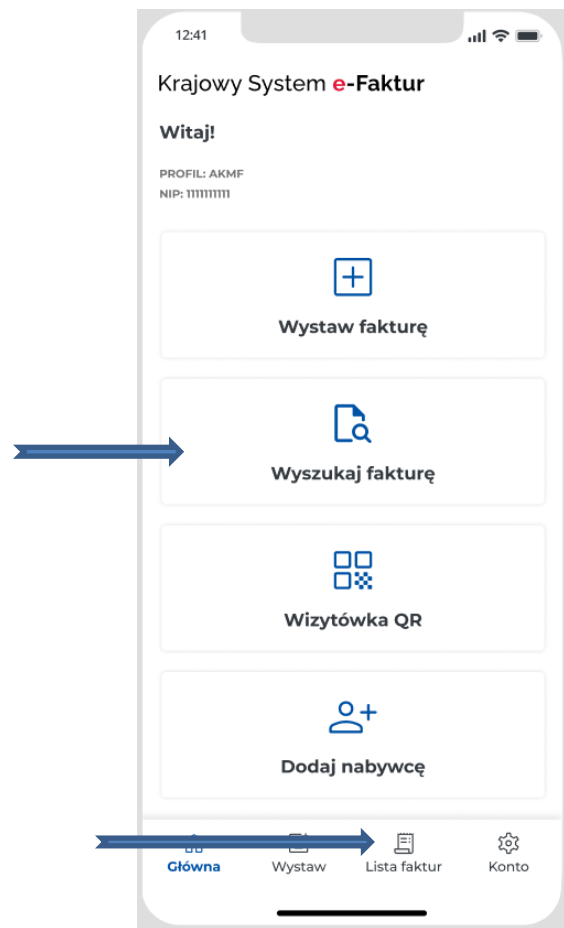 12:41
Krajowy System e-Faktur
Witaj!
PROFIL: AKMF
NIP: 1111111111
Wystaw fakturę
Wyszukaj fakturę
Wizytówka QR
Dodaj nabywcę
Główna Wystaw Lista faktur Konto